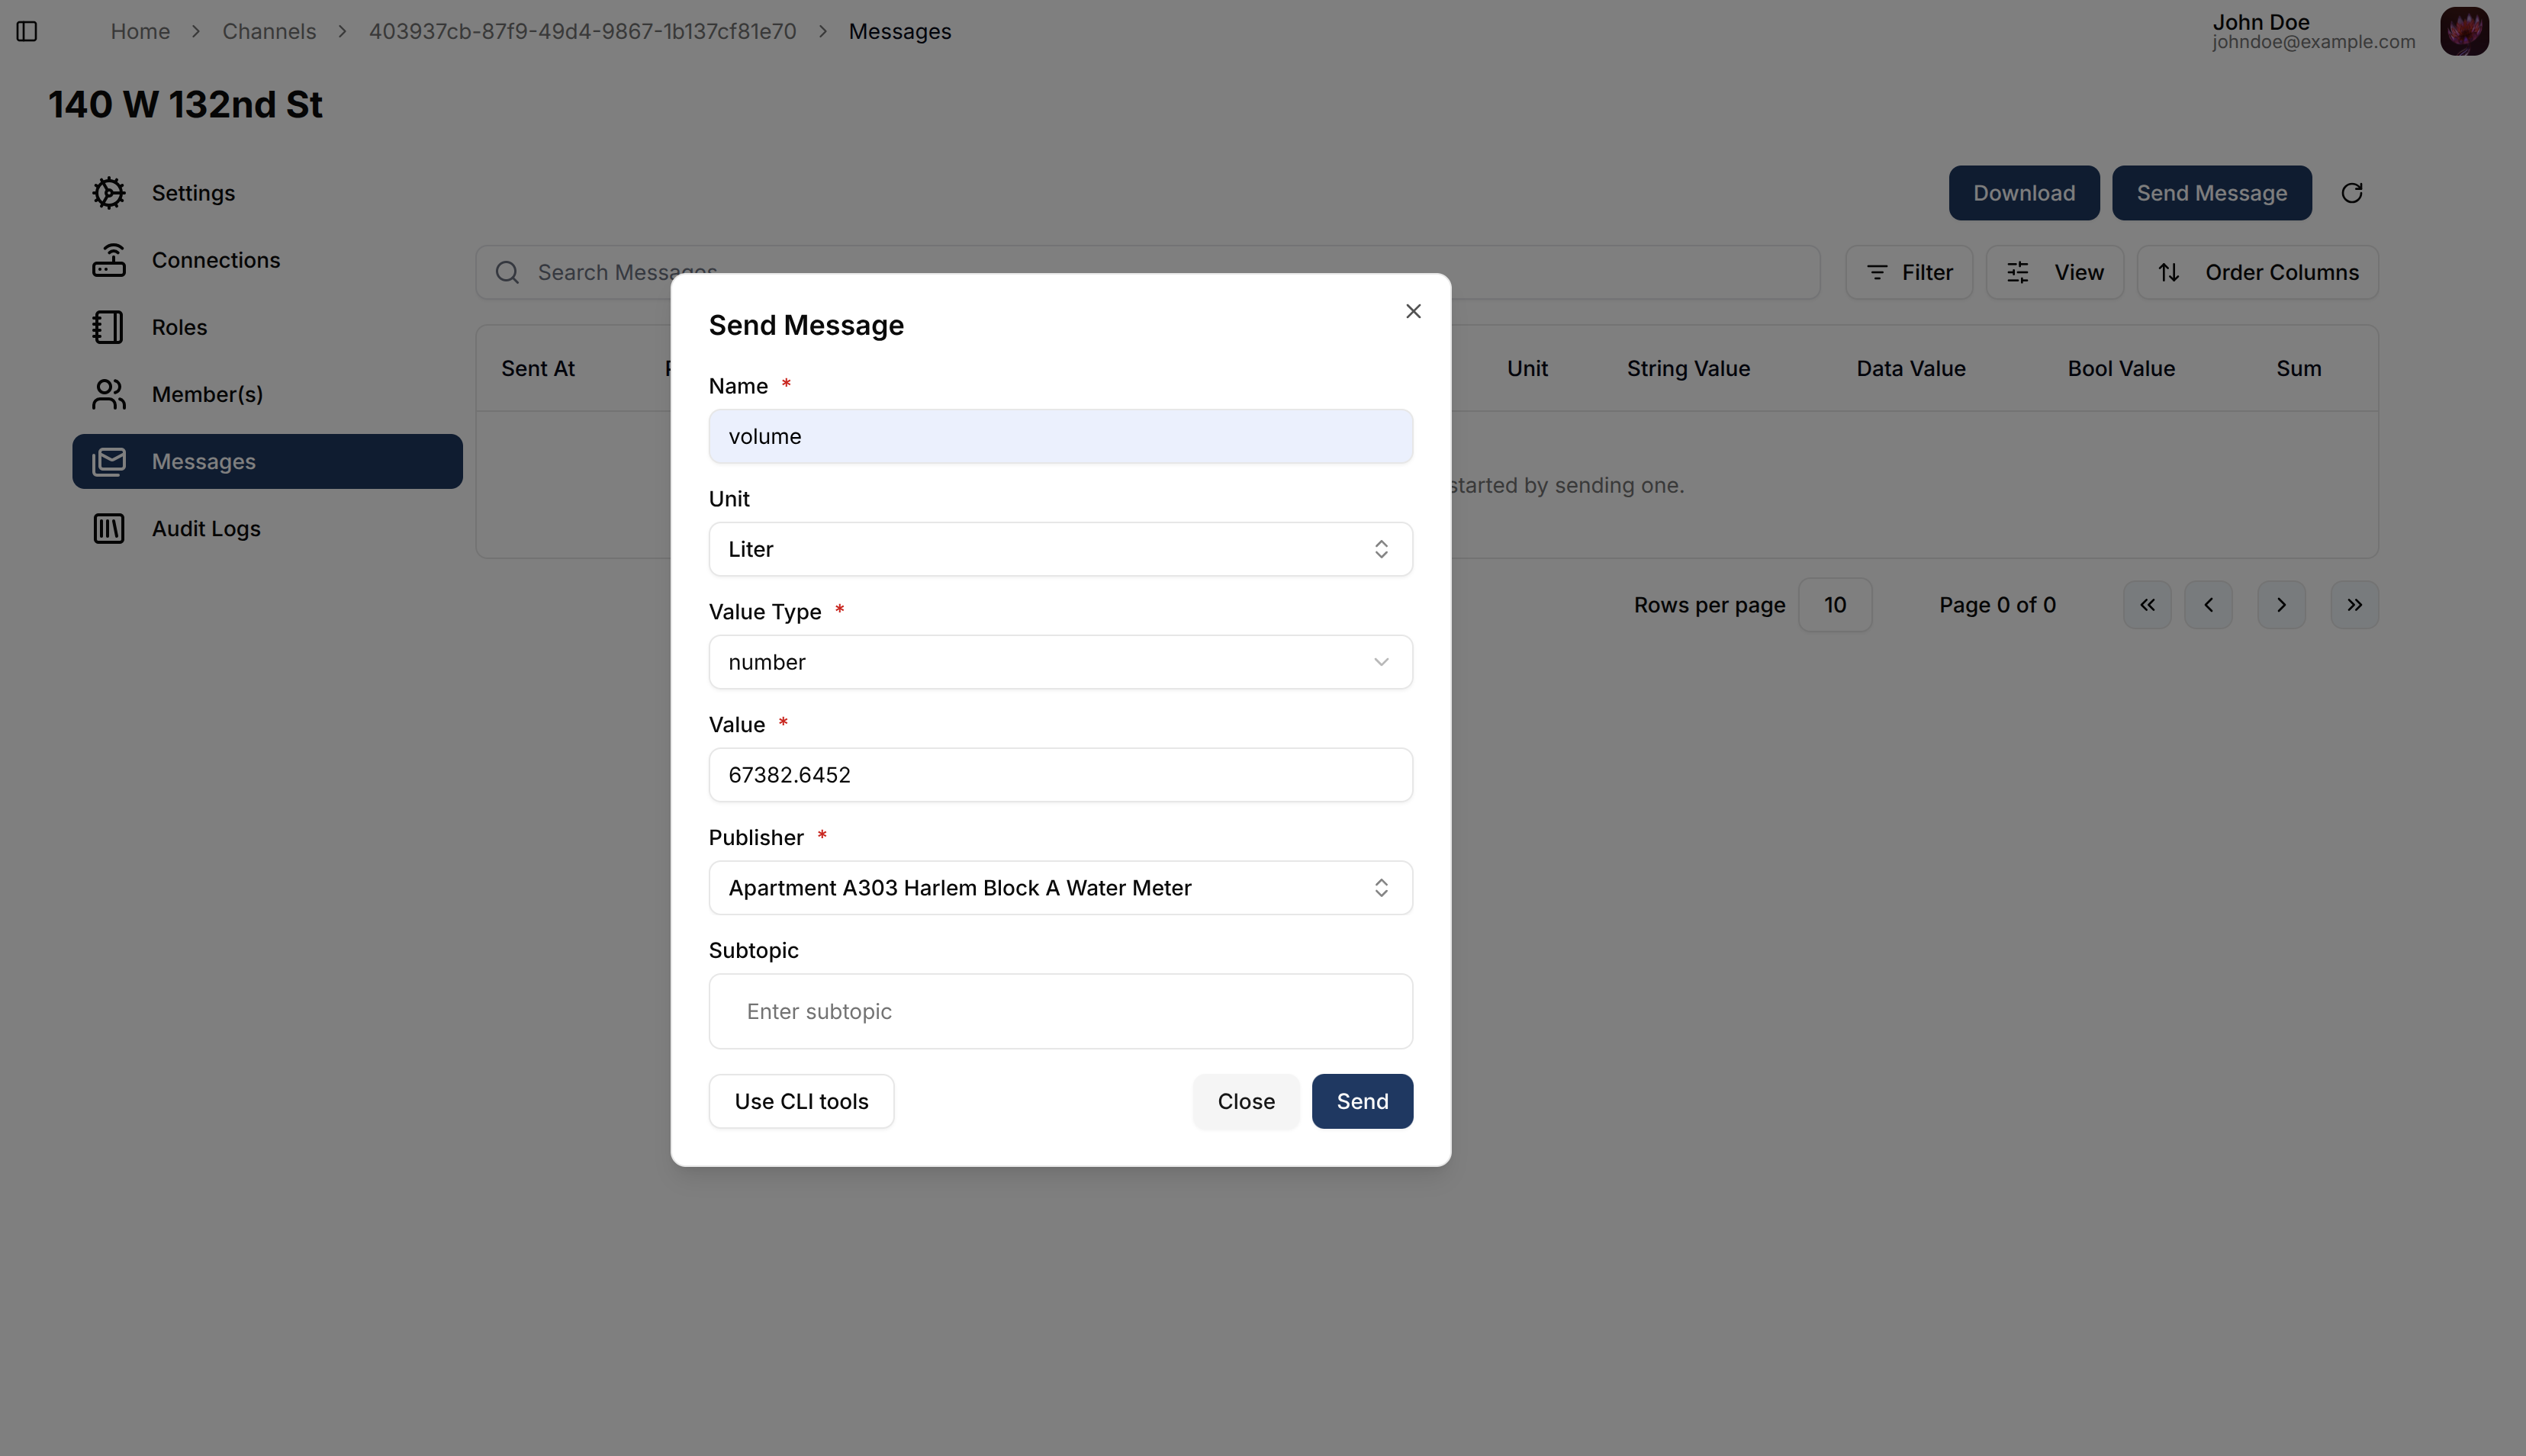 Home > Channels > 403937cb-87f9-49d4-9867-1b137cf81e70 > Messages
John Doe
johndoe@example.com
140 W 132nd St
Settings
Connections
Roles
Member(s)
Messages
Audit Logs
Download
Send Message
Search Messages
Filter
View
Order Columns
Sent At
Unit
String Value
Data Value
Bool Value
Sum
started by sending one.
Rows per page
10
Page 0 of 0
Send Message
Name *
volume
Unit
Liter
Value Type *
number
Value *
67382.6452
Publisher *
Apartment A303 Harlem Block A Water Meter
Subtopic
Enter subtopic
Use CLI tools
Close
Send